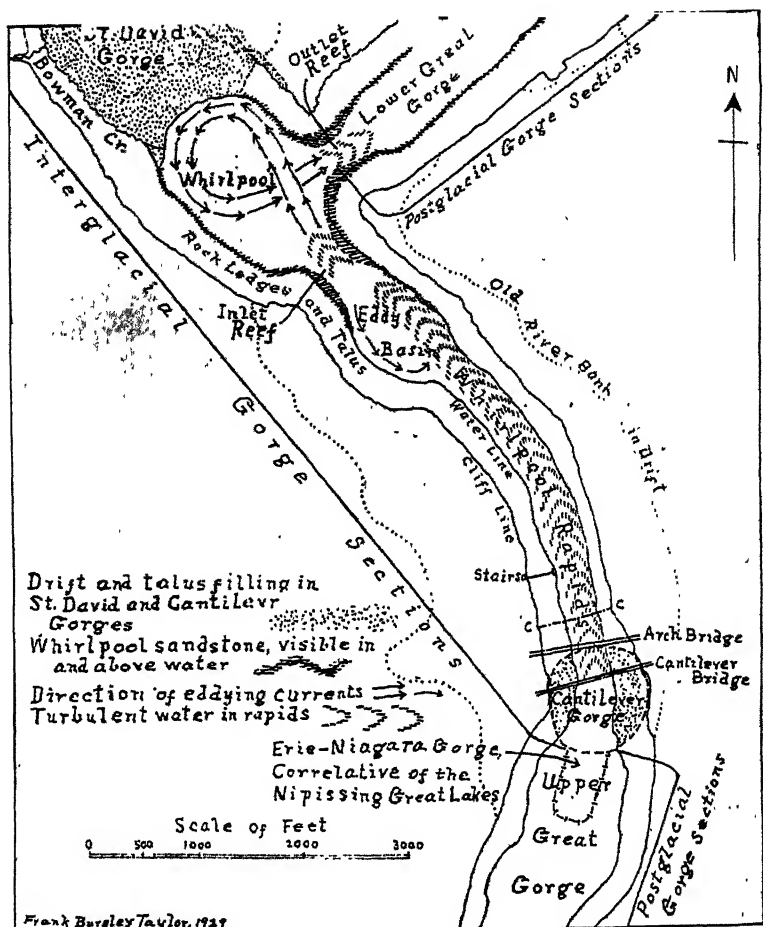 St. David
Gorge
Bowman Cr.
Outlet
Reef
Lower Great
Gorge
Postglacial Gorge Sections
N
Whirlpool
Interglacial Gorge Sections
Rock Ledges and Talus
Inlet
Reef
Eddy
Basin
Old River Bank in Drift
Whirlpool Rapids
Water Line
Cliff Line
Stairs
C
C
Arch Bridge
Cantilever
Bridge
Cantilever
Gorge
Drift and talus filling in
St. David and Cantilevr
Gorges
Whirlpool sandstone, visible in
and above water
Direction of eddying currents
Turbulent water in rapids
Erie-Niagara Gorge,
Correlative of the
Nipissing Great Lakes
Upper
Great
Gorge
Postglacial
Gorge Sections
Scale of Feet
0 500 1000 2000 3000
Frank Bursley Taylor, 1929